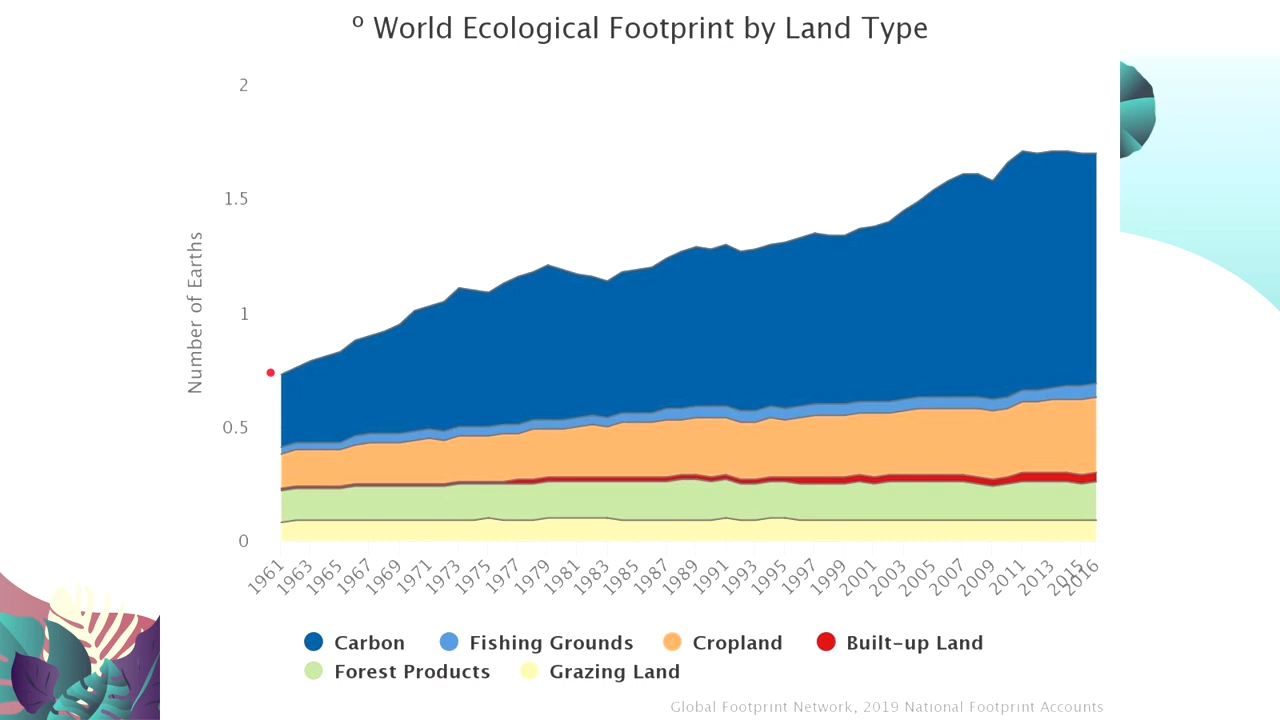 º World Ecological Footprint by Land Type
2
1.5
1
0.5
0
Number of Earths
1961 1963 1965 1967 1969 1971 1973 1975 1977 1979 1981 1983 1985 1987 1989 1991 1993 1995 1997 1999 2001 2003 2005 2007 2009 2011 2013 2015 2016
Carbon Fishing Grounds Cropland Built-up Land
Forest Products Grazing Land
Global Footprint Network, 2019 National Footprint Accounts